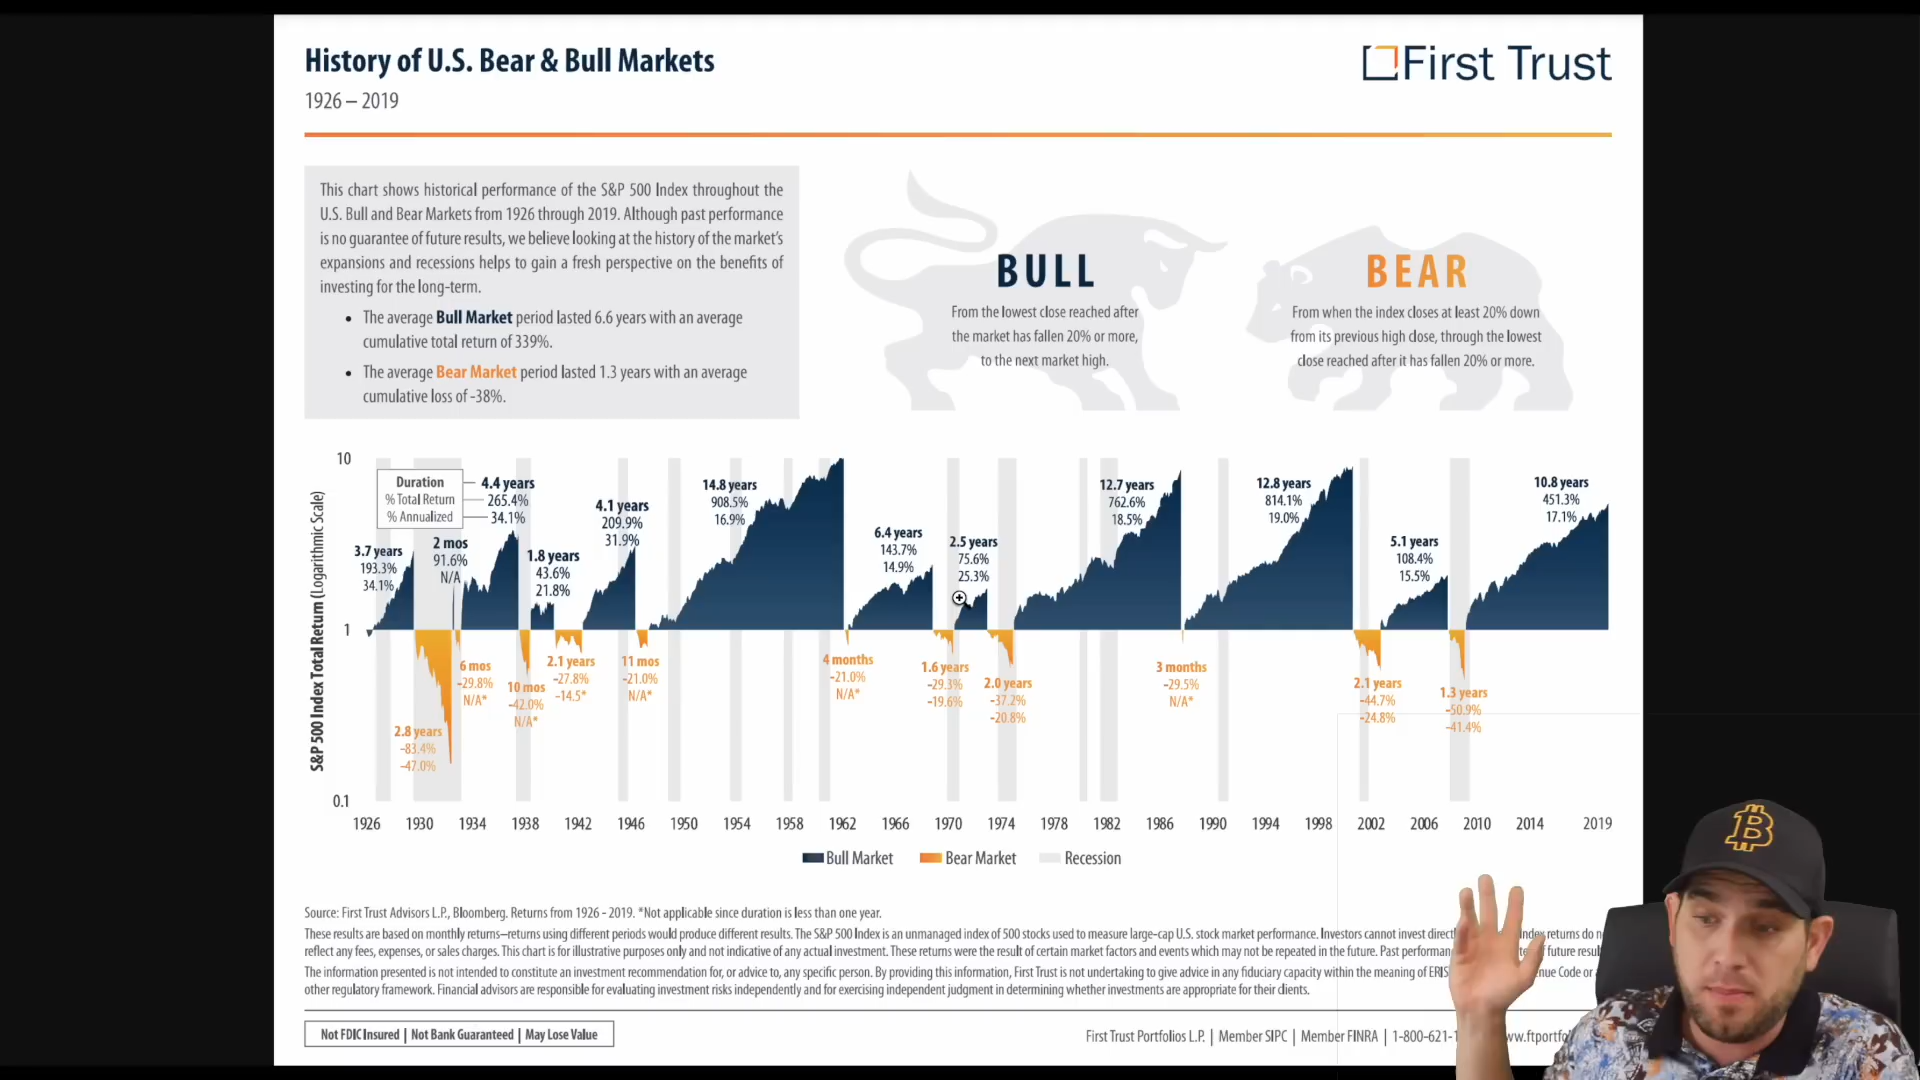 History of U.S. Bear & Bull Markets
First Trust
1926 – 2019
This chart shows historical performance of the S&P 500 Index throughout the
U.S. Bull and Bear Markets from 1926 through 2019. Although past performance
is no guarantee of future results, we believe looking at the history of the market's
expansions and recessions helps to gain a fresh perspective on the benefits of
investing for the long-term.
• The average Bull Market period lasted 6.6 years with an average
cumulative total return of 339%.
• The average Bear Market period lasted 1.3 years with an average
cumulative loss of -38%.
BULL
From the lowest close reached after
the market has fallen 20% or more,
to the next market high.
BEAR
From when the index closes at least 20% down
from its previous high close, through the lowest
close reached after it has fallen 20% or more.
S&P 500 Index Total Return (Logarithmic Scale)
10
1
0.1
Duration
% Total Return
% Annualized
3.7 years
193.3%
34.1%
2 mos
91.6%
N/A
4.4 years
265.4%
34.1%
1.8 years
43.6%
21.8%
4.1 years
209.9%
31.9%
14.8 years
908.5%
16.9%
6.4 years
143.7%
14.9%
2.5 years
75.6%
25.3%
12.7 years
762.6%
18.5%
12.8 years
814.1%
19.0%
5.1 years
108.4%
15.5%
10.8 years
451.3%
17.1%
2.8 years
-83.4%
-47.0%
6 mos
-29.8%
N/A*
10 mos
-42.0%
N/A*
2.1 years
-27.8%
-14.5*
11 mos
-21.0%
N/A*
4 months
-21.0%
N/A*
1.6 years
-29.3%
-19.6%
2.0 years
-37.2%
-20.8%
3 months
-29.5%
N/A*
2.1 years
-44.7%
-24.8%
1.3 years
-50.9%
-41.4%
1926 1930 1934 1938 1942 1946 1950 1954 1958 1962 1966 1970 1974 1978 1982 1986 1990 1994 1998 2002 2006 2010 2014 2019
Bull Market Bear Market Recession
Source: First Trust Advisors L.P., Bloomberg. Returns from 1926 - 2019. *Not applicable since duration is less than one year.
These results are based on monthly returns–returns using different periods would produce different results. The S&P 500 Index is an unmanaged index of 500 stocks used to measure large-cap U.S. stock market performance. Investors cannot invest Index returns do
reflect any fees, expenses, or sales charges. This chart is for illustrative purposes only and not indicative of any actual investment. These returns were the result of certain market factors and events which may not be repeated in the future. Past future
The information presented is not intended to constitute an investment recommendation for, or advice to, any specific person. By providing this information, First Trust is not undertaking to give advice in any fiduciary capacity within the meaning of Code or
other regulatory framework. Financial advisors are responsible for evaluating investment risks independently and for exercising independent judgment in determining whether investments are appropriate for their clients.
Not FDIC Insured | Not Bank Guaranteed | May Lose Value
First Trust Portfolios L.P. | Member SIPC | Member FINRA | 1-800-621-